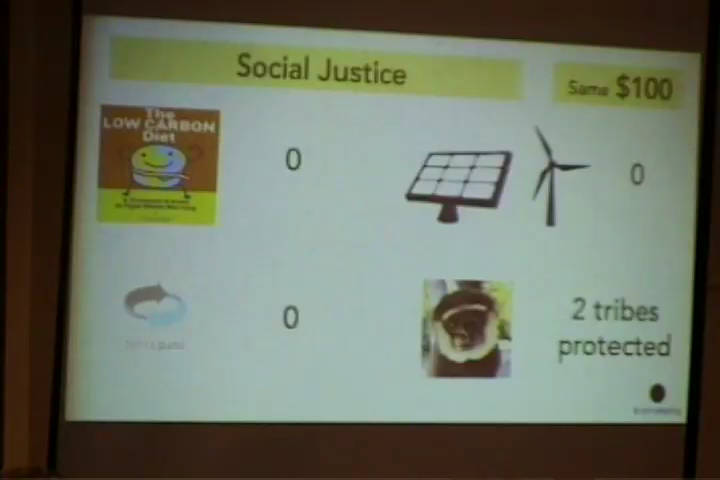 Social Justice
Same $100
The
LOW CARBON
Diet
0
0
0
2 tribes
protected